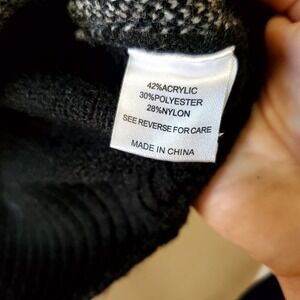 42%ACRYLIC
30%POLYESTER
28%NYLON
SEE REVERSE FOR CARE
MADE IN CHINA